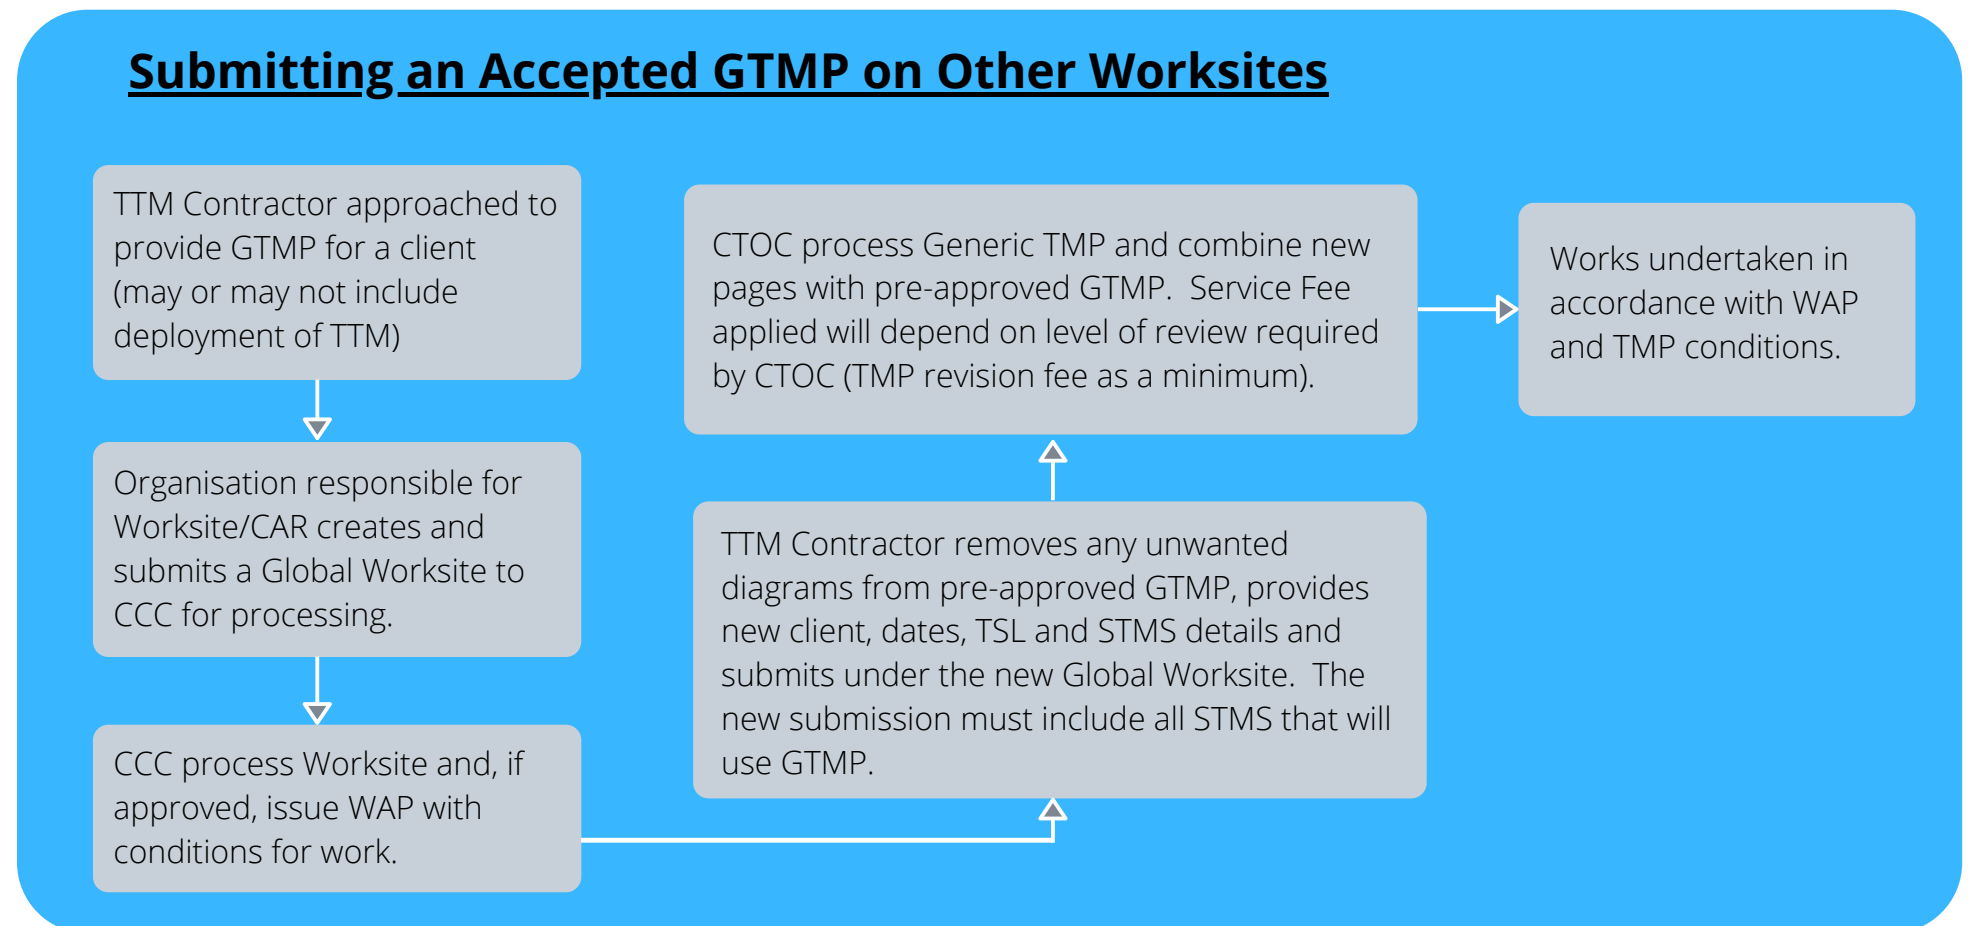 Submitting an Accepted GTMP on Other Worksites
TTM Contractor approached to
provide GTMP for a client
(may or may not include
deployment of TTM)
Organisation responsible for
Worksite/CAR creates and
submits a Global Worksite to
CCC for processing.
CCC process Worksite and, if
approved, issue WAP with
conditions for work.
TTM Contractor removes any unwanted
diagrams from pre-approved GTMP, provides
new client, dates, TSL and STMS details and
submits under the new Global Worksite.  The
new submission must include all STMS that will
use GTMP.
CTOC process Generic TMP and combine new
pages with pre-approved GTMP.  Service Fee
applied will depend on level of review required
by CTOC (TMP revision fee as a minimum).
Works undertaken in
accordance with WAP
and TMP conditions.